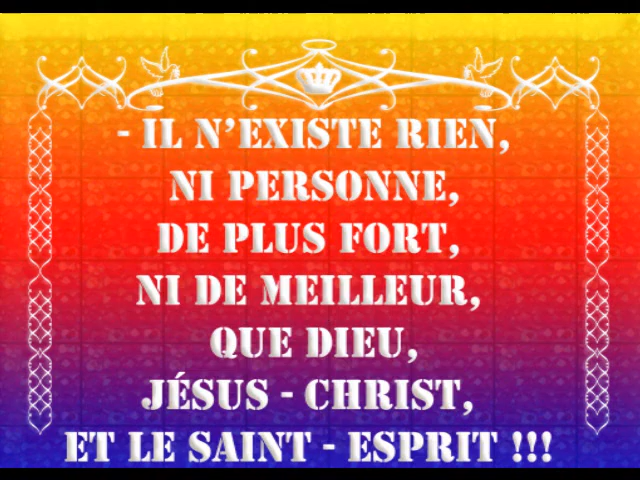 - IL N'EXISTE RIEN,
NI PERSONNE,
DE PLUS FORT,
NI DE MEILLEUR,
QUE DIEU,
JÉSUS - CHRIST,
ET LE SAINT - ESPRIT !!!